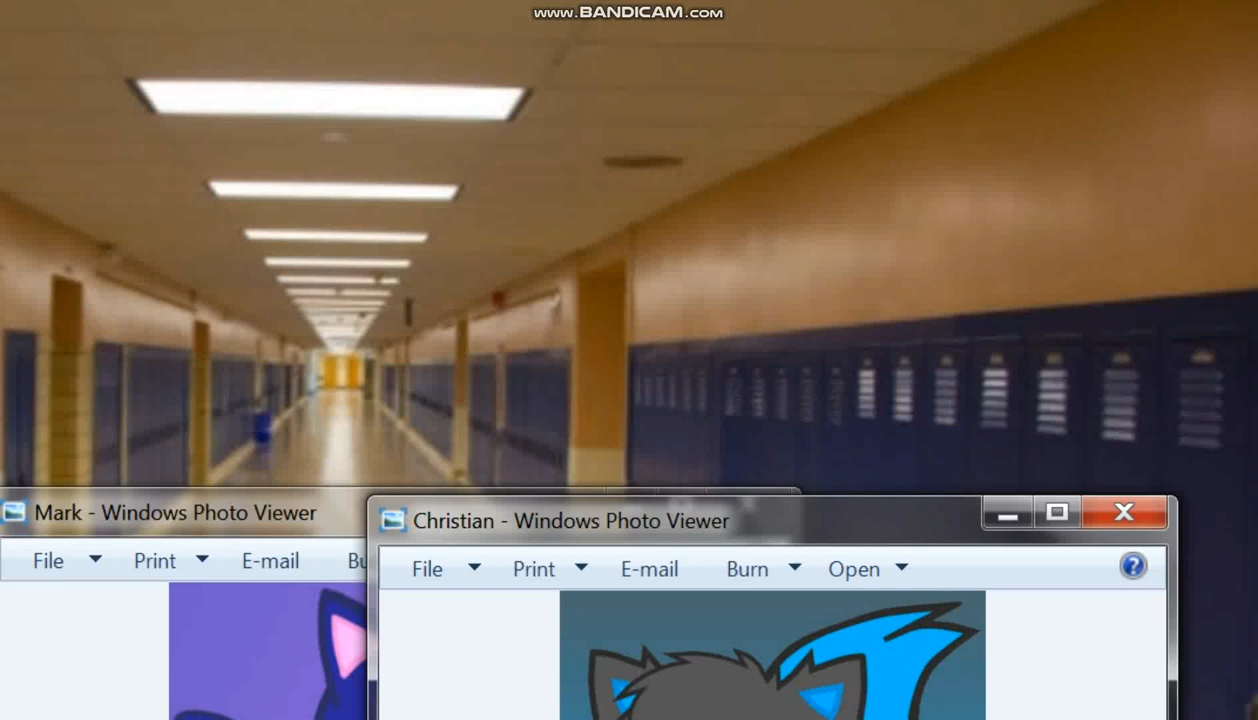 www.BANDICAM.com
Mark - Windows Photo Viewer
File Print E-mail
Christian - Windows Photo Viewer
File Print E-mail Burn Open